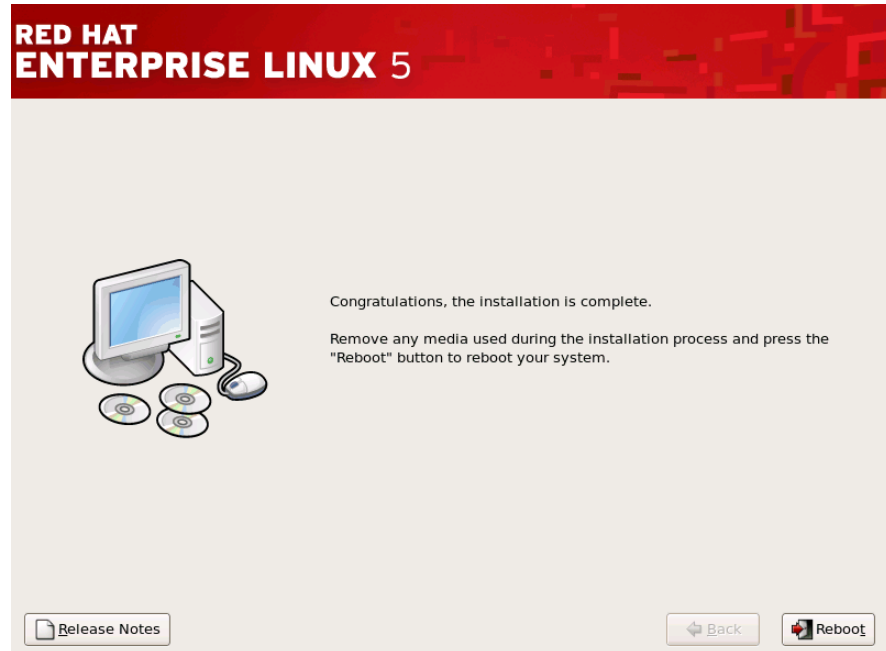 RED HAT
ENTERPRISE LINUX 5
Congratulations, the installation is complete.
Remove any media used during the installation process and press the
"Reboot" button to reboot your system.
Release Notes
Back
Reboot